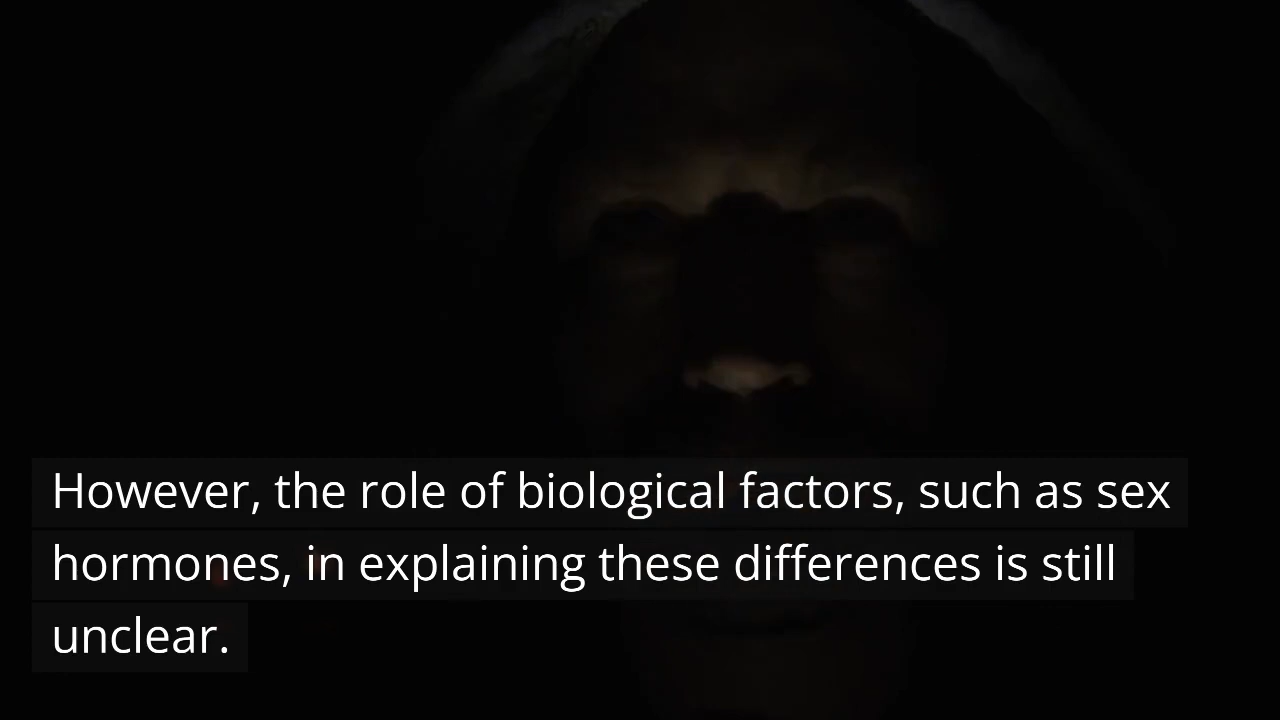 However, the role of biological factors, such as sex
hormones, in explaining these differences is still
unclear.